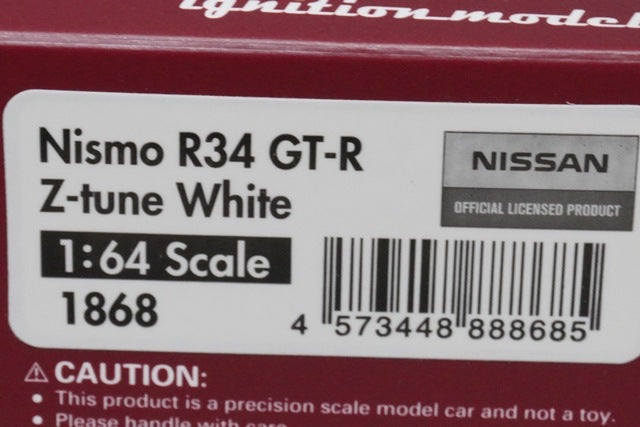 ignition model
Nismo R34 GT-R
Z-tune White
1:64 Scale
1868
NISSAN
OFFICIAL LICENSED PRODUCT
4 573448 888685
⚠ CAUTION:
• This product is a precision scale model car and not a toy.
• Please handle with care